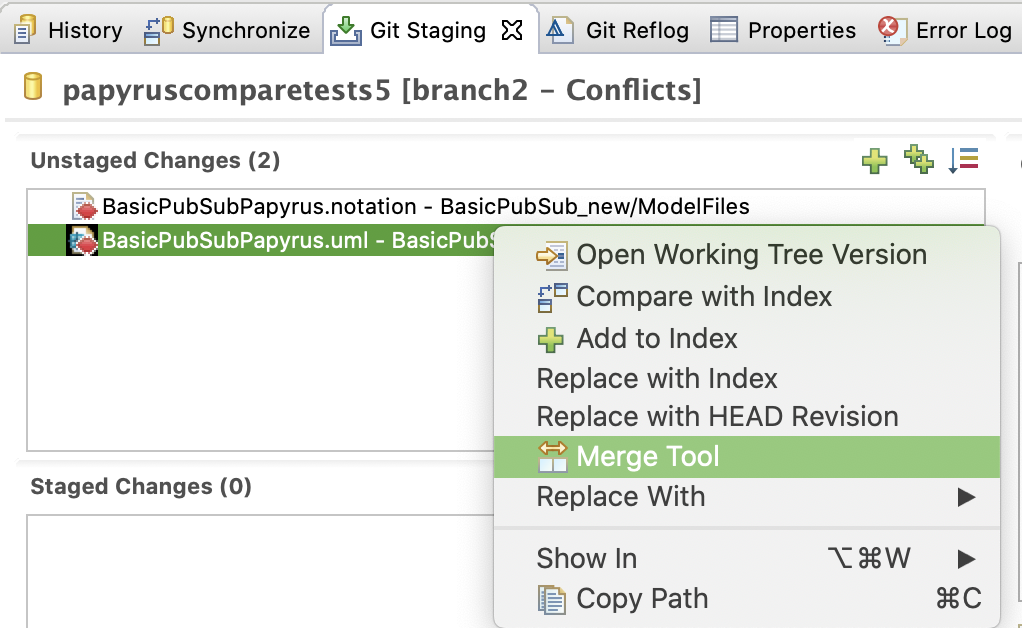 History Synchronize Git Staging Git Reflog Properties Error Log
papyruscomparetests5 [branch2 – Conflicts]
Unstaged Changes (2)
BasicPubSubPapyrus.notation - BasicPubSub_new/ModelFiles
BasicPubSubPapyrus.uml - BasicPubS
Open Working Tree Version
Compare with Index
Add to Index
Replace with Index
Replace with HEAD Revision
Merge Tool
Replace With ▶
Staged Changes (0)
Show In ⌥⌘W ▶
Copy Path ⌘C